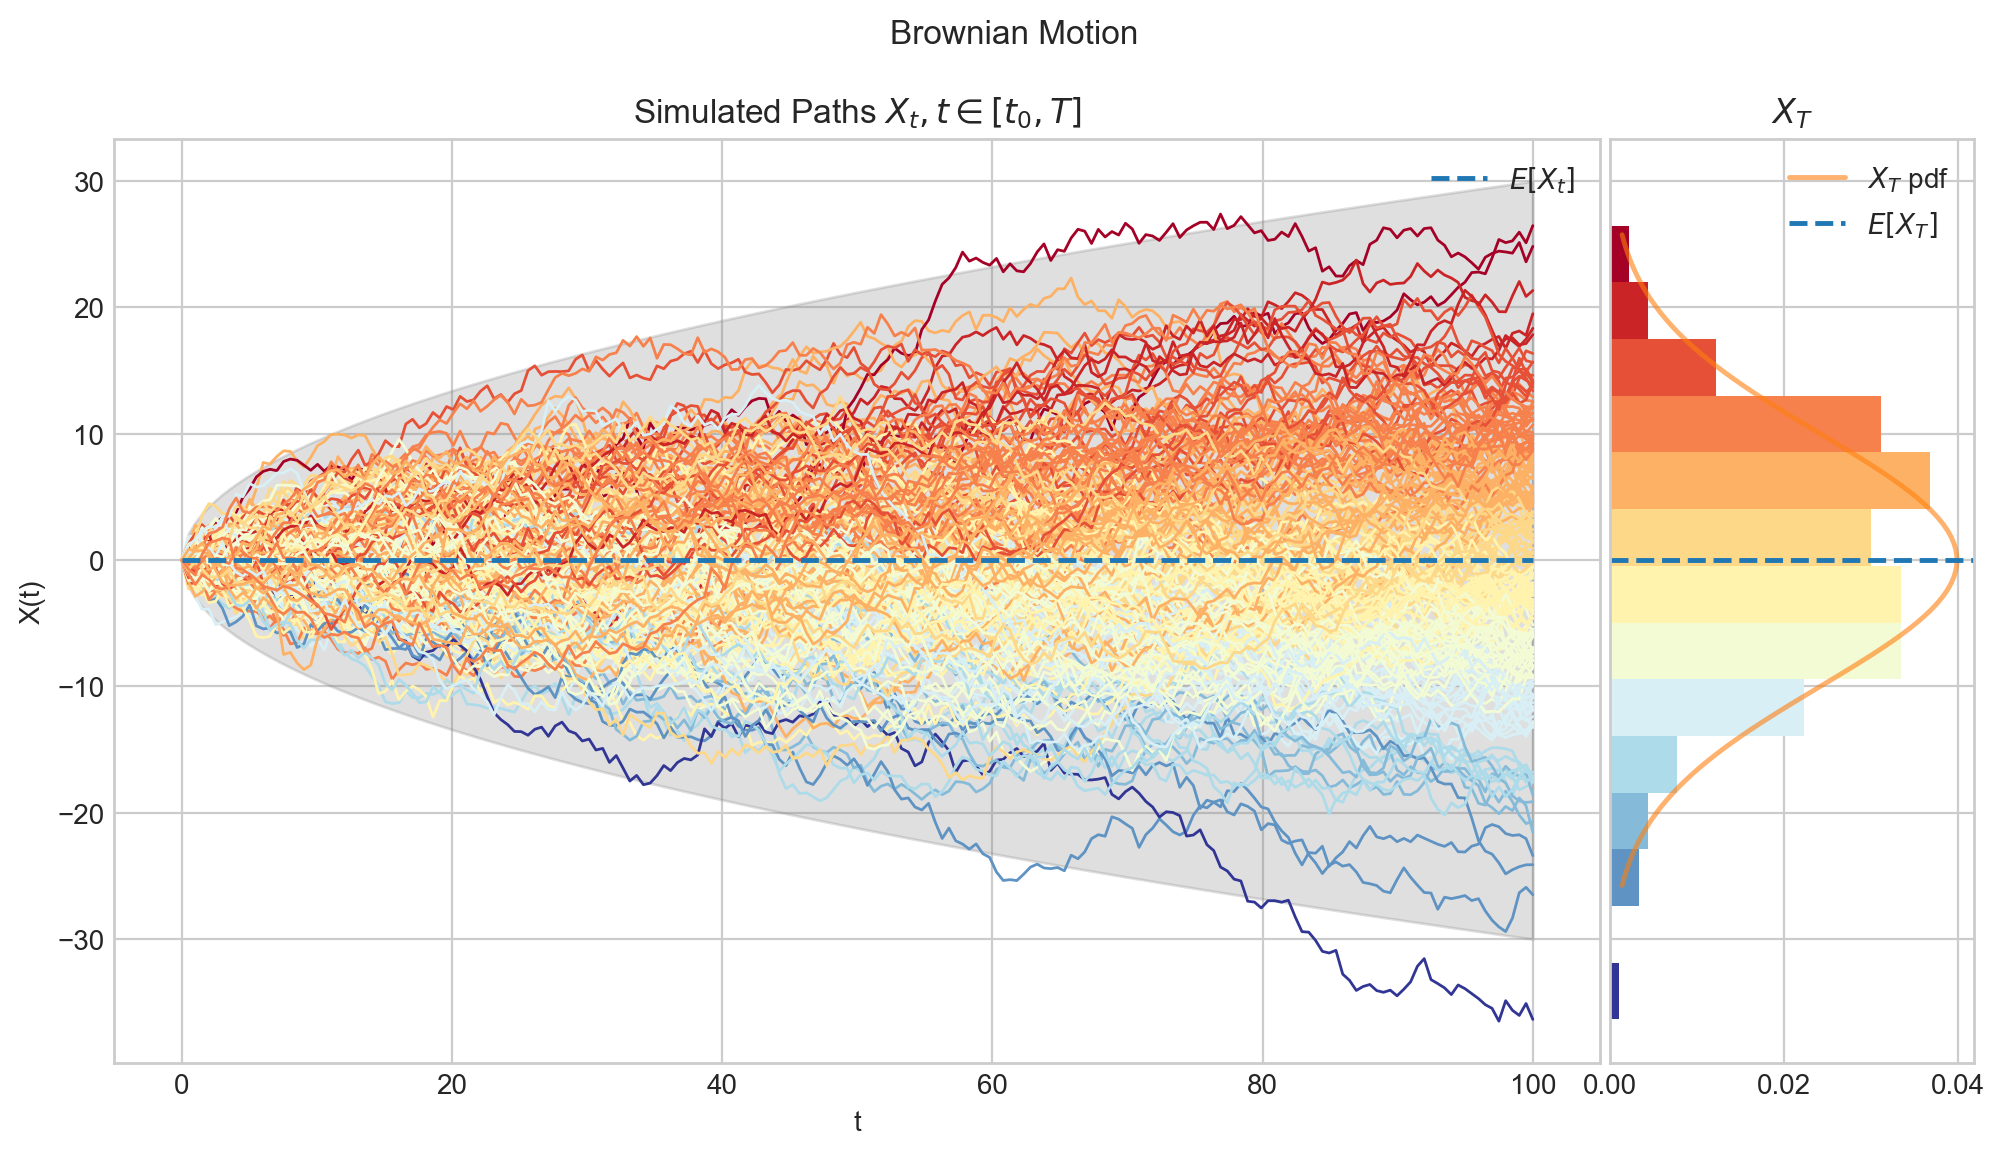 Brownian Motion
Simulated Paths $X_t, t \in [t_0, T]$
$X_T$
$E[X_t]$
$X_T$ pdf
$E[X_T]$
X(t)
30
20
10
0
−10
−20
−30
0
20
40
60
80
100
0.00
0.02
0.04
t